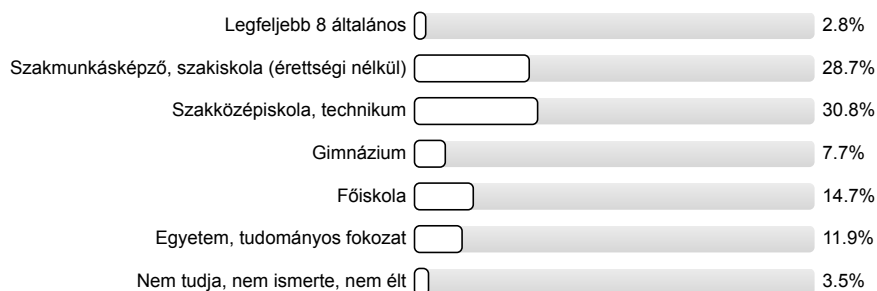 Legfeljebb 8 általános 2.8%
Szakmunkásképző, szakiskola (érettségi nélkül) 28.7%
Szakközépiskola, technikum 30.8%
Gimnázium 7.7%
Főiskola 14.7%
Egyetem, tudományos fokozat 11.9%
Nem tudja, nem ismerte, nem élt 3.5%